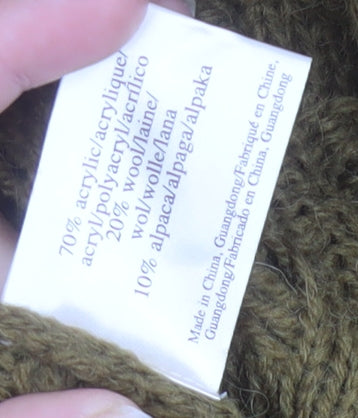 70% acrylic/acrylique/
acryl/polyacryl/acrílico
20% wool/laine/
wol/wolle/lana
10% alpaca/alpaga/alpaka
Made in China, Guangdong/Fabriqué en Chine,
Guangdong/Fabricado en China, Guangdong